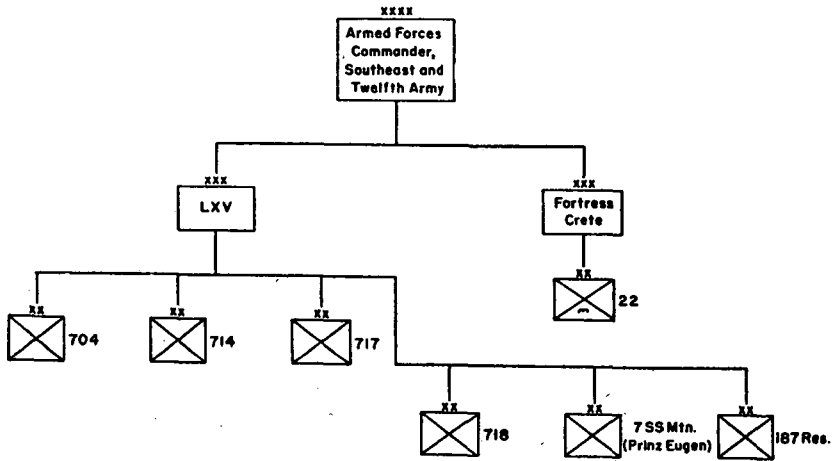 xxxx
Armed Forces
Commander,
Southeast and
Twelfth Army
xxx
LXV
xxx
Fortress
Crete
xx
22
xx
704
xx
714
xx
717
xx
718
xx
7 SS Mtn.
(Prinz Eugen)
xx
187 Res.